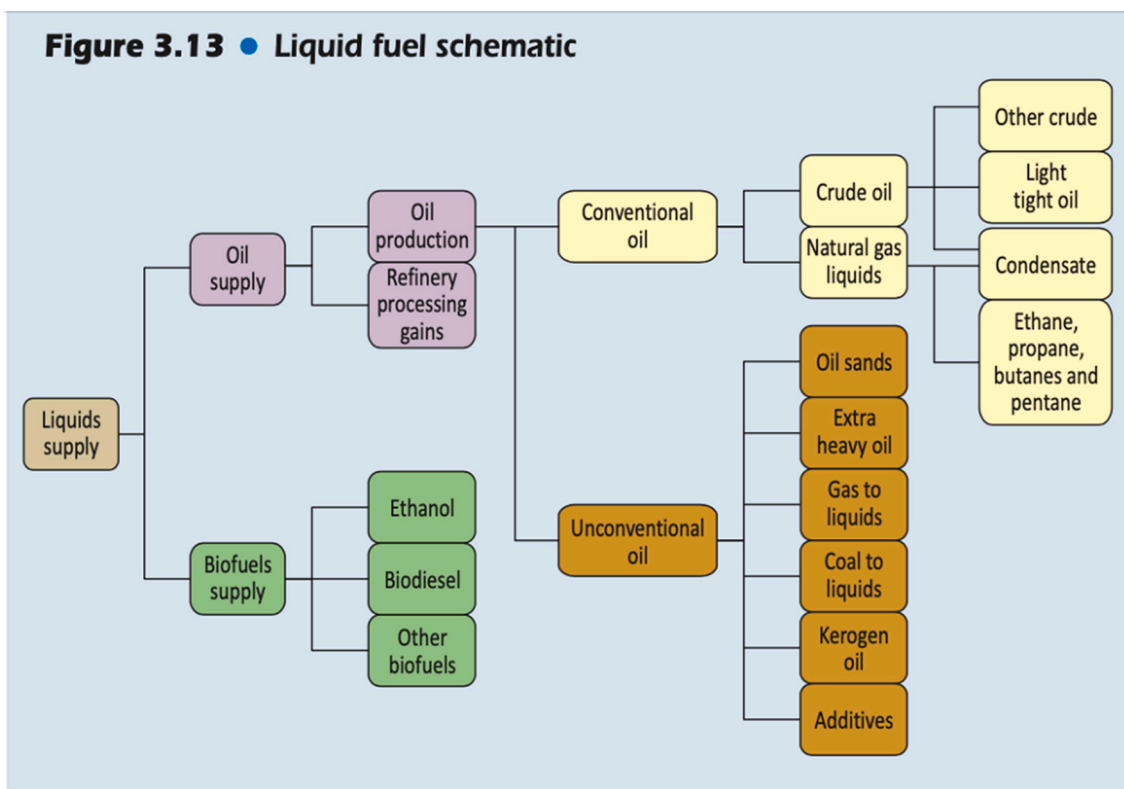 Figure 3.13 • Liquid fuel schematic
Liquids
supply
Oil
supply
Biofuels
supply
Oil
production
Refinery
processing
gains
Ethanol
Biodiesel
Other
biofuels
Conventional
oil
Unconventional
oil
Crude oil
Natural gas
liquids
Oil sands
Extra
heavy oil
Gas to
liquids
Coal to
liquids
Kerogen
oil
Additives
Other crude
Light
tight oil
Condensate
Ethane,
propane,
butanes and
pentane